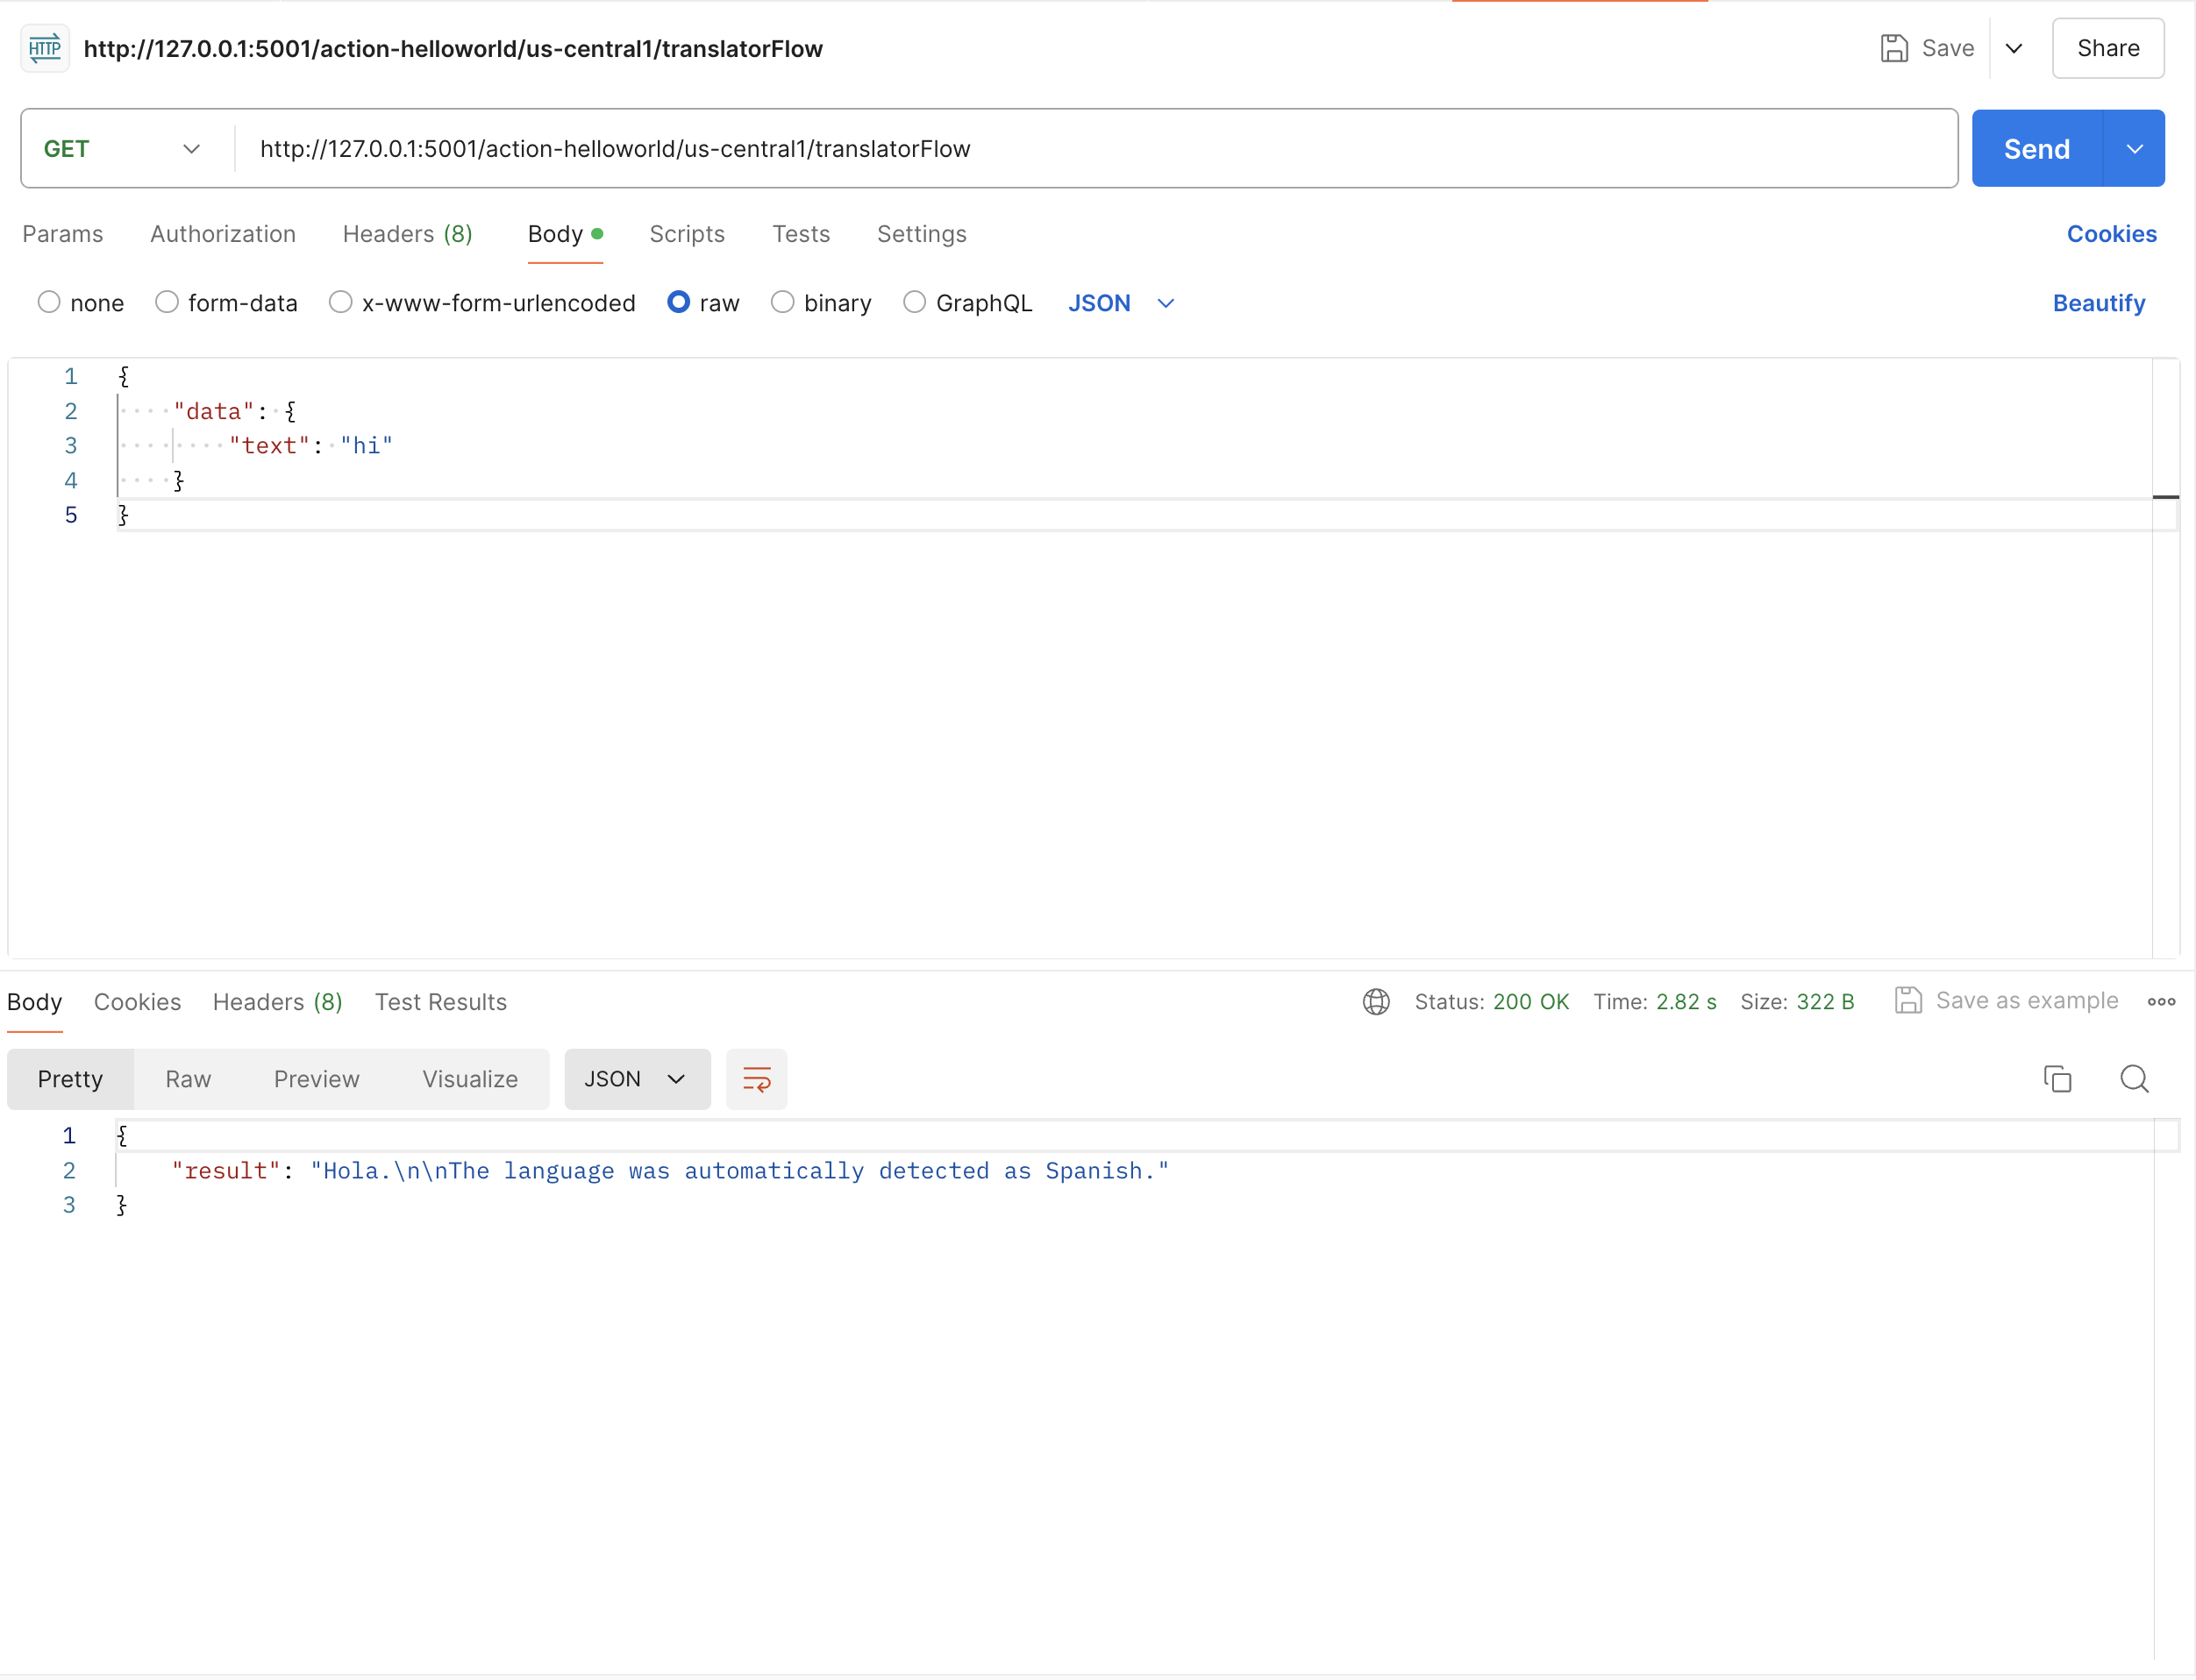 HTTP http://127.0.0.1:5001/action-helloworld/us-central1/translatorFlow Save Share
GET http://127.0.0.1:5001/action-helloworld/us-central1/translatorFlow Send
Params Authorization Headers (8) Body Scripts Tests Settings Cookies
none form-data x-www-form-urlencoded raw binary GraphQL JSON Beautify
1 {
2 "data": {
3 "text": "hi"
4 }
5 }
Body Cookies Headers (8) Test Results Status: 200 OK Time: 2.82 s Size: 322 B Save as example
Pretty Raw Preview Visualize JSON
1 {
2 "result": "Hola.\n\nThe language was automatically detected as Spanish."
3 }